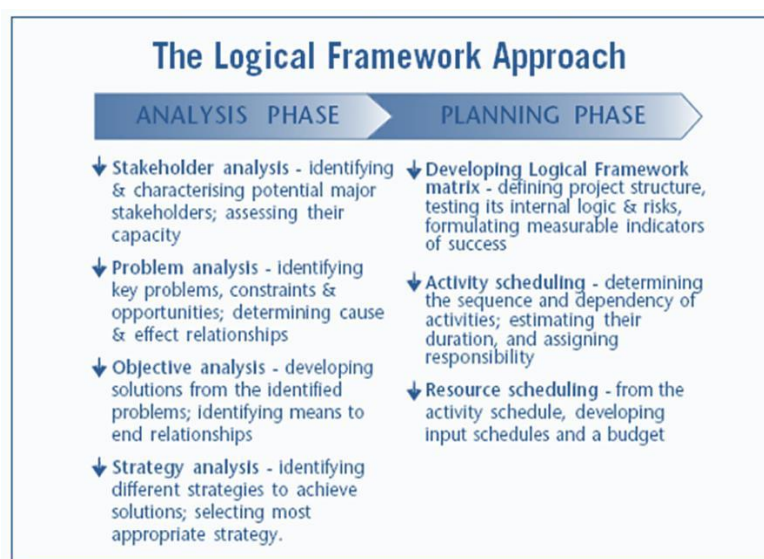 The Logical Framework Approach
ANALYSIS PHASE
PLANNING PHASE
Stakeholder analysis - identifying
& characterising potential major
stakeholders; assessing their
capacity
Problem analysis - identifying
key problems, constraints &
opportunities; determining cause
& effect relationships
Objective analysis - developing
solutions from the identified
problems; identifying means to
end relationships
Strategy analysis - identifying
different strategies to achieve
solutions; selecting most
appropriate strategy.
Developing Logical Framework
matrix - defining project structure,
testing its internal logic & risks,
formulating measurable indicators
of success
Activity scheduling - determining
the sequence and dependency of
activities; estimating their
duration, and assigning
responsibility
Resource scheduling - from the
activity schedule, developing
input schedules and a budget